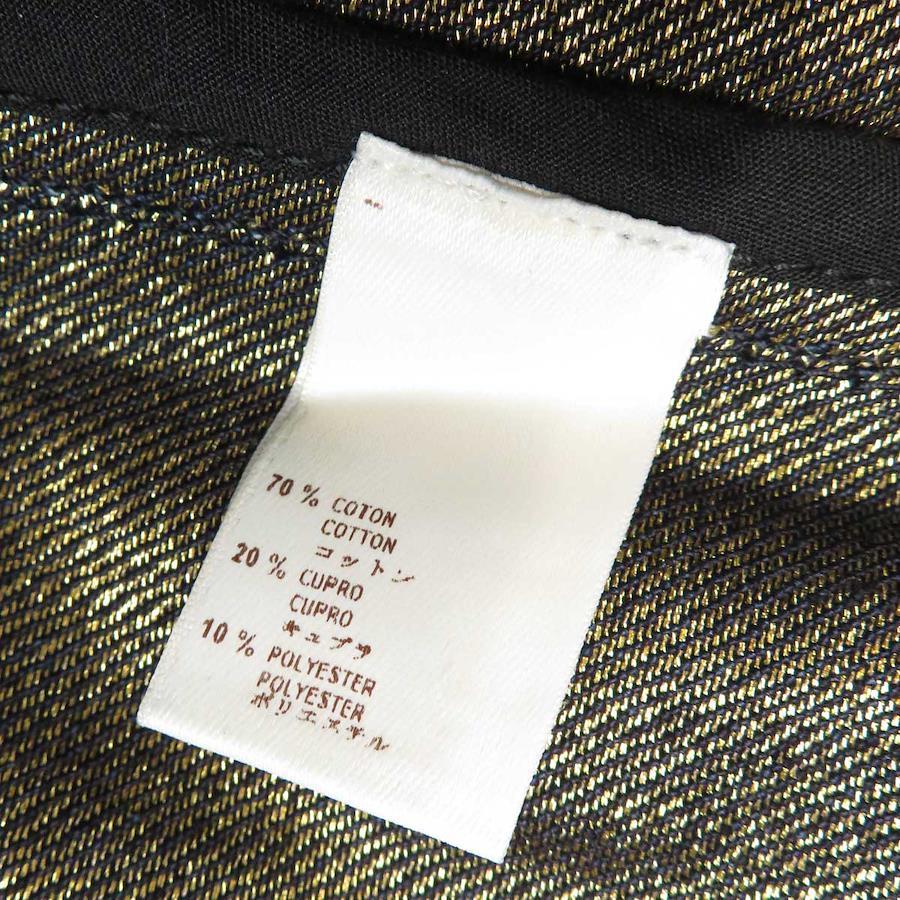 70 % COTON
COTTON
コットン
20 % CUPRO
CUPRO
キュプラ
10 % POLYESTER
POLYESTER
ポリエステル